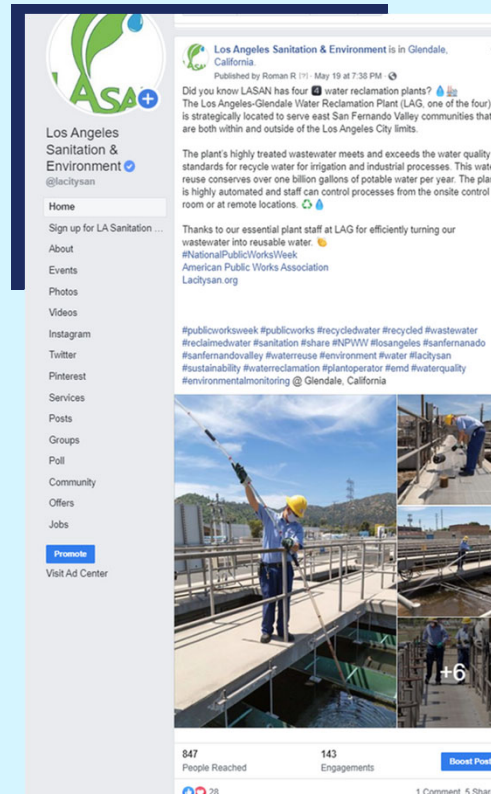 LASAN
Los Angeles
Sanitation &
Environment
@lacitysan
Home
Sign up for LA Sanitation ...
About
Events
Photos
Videos
Instagram
Twitter
Pinterest
Services
Posts
Groups
Poll
Community
Offers
Jobs
Promote
Visit Ad Center
Los Angeles Sanitation & Environment is in Glendale,
California.
Published by Roman R [?] · May 19 at 7:38 PM ·
Did you know LASAN has four 4 water reclamation plants? 💧🏭
The Los Angeles-Glendale Water Reclamation Plant (LAG, one of the four)
is strategically located to serve east San Fernando Valley communities that
are both within and outside of the Los Angeles City limits.
The plant's highly treated wastewater meets and exceeds the water quality
standards for recycle water for irrigation and industrial processes. This
reuse conserves over one billion gallons of potable water per year. The
is highly automated and staff can control processes from the onsite control
room or at remote locations. ♻💧
Thanks to our essential plant staff at LAG for efficiently turning our
wastewater into reusable water. 👏
#NationalPublicWorksWeek
American Public Works Association
Lacitysan.org
#publicworksweek #publicworks #recycledwater #recycled #wastewater
#reclaimedwater #sanitation #share #NPWW #losangeles #sanfernanado
#sanfernandovalley #waterreuse #environment #water #lacitysan
#sustainability #waterreclamation #plantoperator #emd #waterquality
#environmentalmonitoring @ Glendale, California
+6
847
People Reached
143
Engagements
Boost Post
28
1 Comment 5 Shar